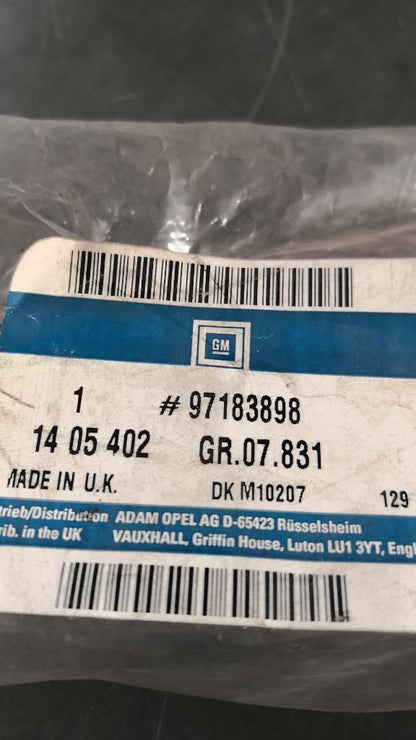 GM
1 # 97183898
14 05 402 GR.07.831
MADE IN U.K. DK M10207 129
trieb/Distribution ADAM OPEL AG D-65423 Rüsselsheim
rib. in the UK VAUXHALL, Griffin House, Luton LU1 3YT, Engl